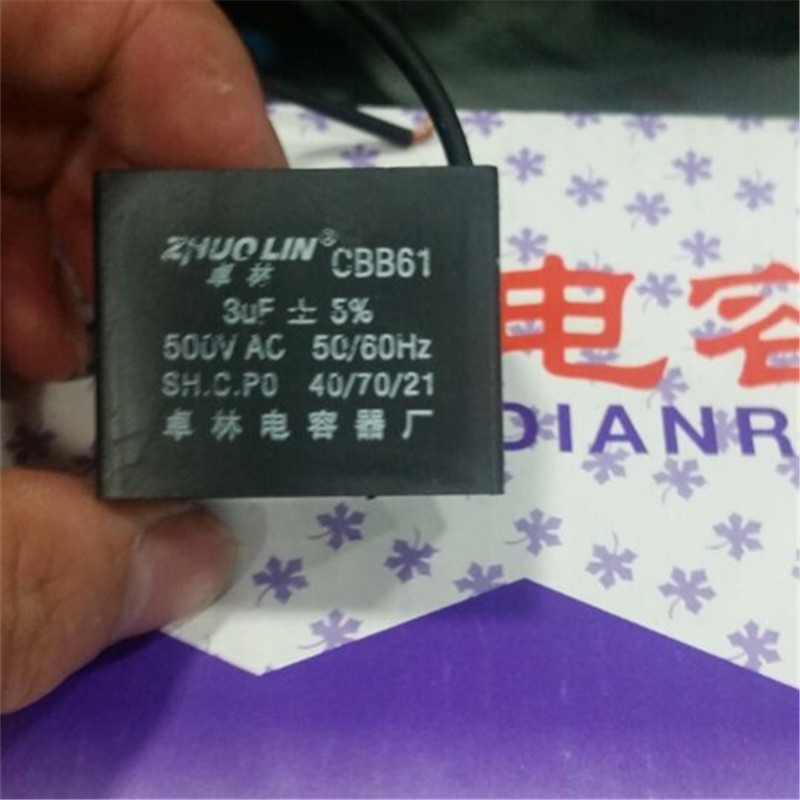 ZHUO LIN® CBB61
卓林
3uF ± 5%
500V AC 50/60Hz
SH.C.P0 40/70/21
卓林电容器厂
电容
DIANR